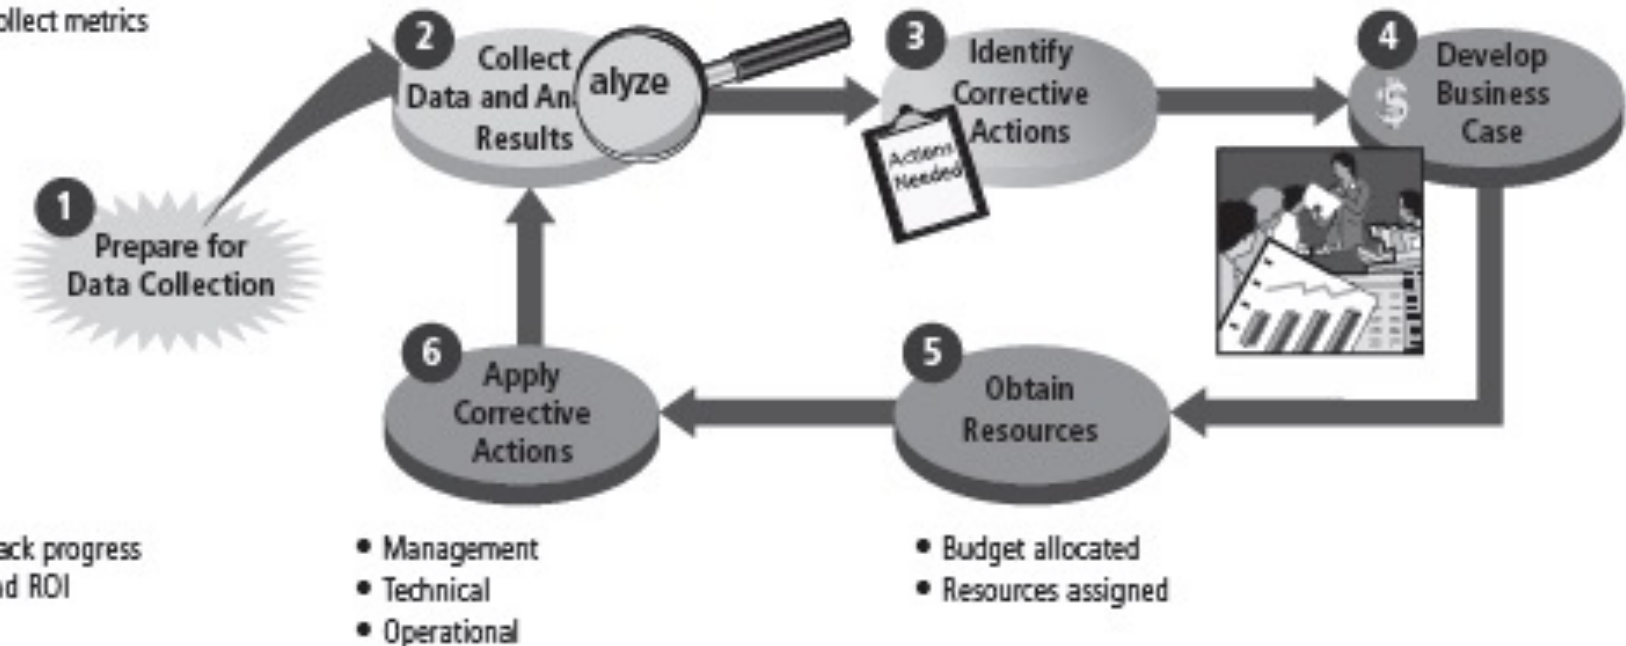 ollect metrics
2
Collect
Data and Analyze
Results
3
Identify
Corrective
Actions
Actions
Needed
4
$
Develop
Business
Case
1
Prepare for
Data Collection
6
Apply
Corrective
Actions
5
Obtain
Resources
ack progress
nd ROI
• Management
• Technical
• Operational
• Budget allocated
• Resources assigned